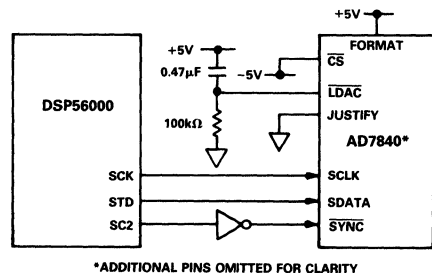 +5V
FORMAT
+5V
CS
0.47μF
–5V
DSP56000
LDAC
JUSTIFY
100kΩ
AD7840*
SCK
SCLK
STD
SDATA
SC2
SYNC
*ADDITIONAL PINS OMITTED FOR CLARITY